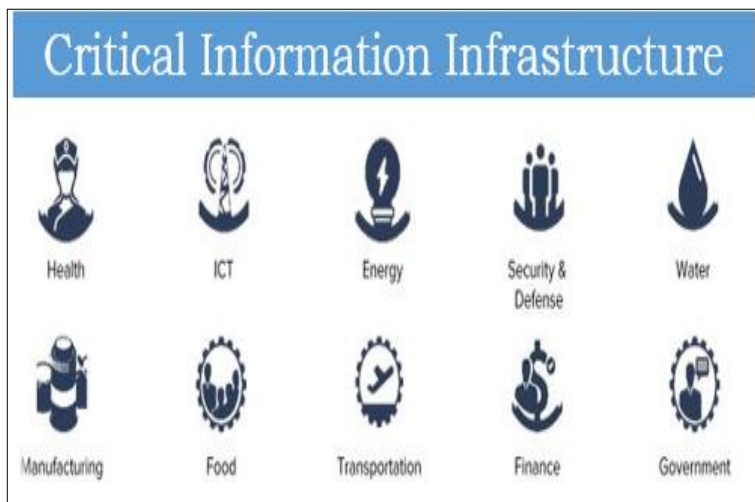 Critical Information Infrastructure
Health
ICT
Energy
Security &
Defense
Water
Manufacturing
Food
Transportation
Finance
Government